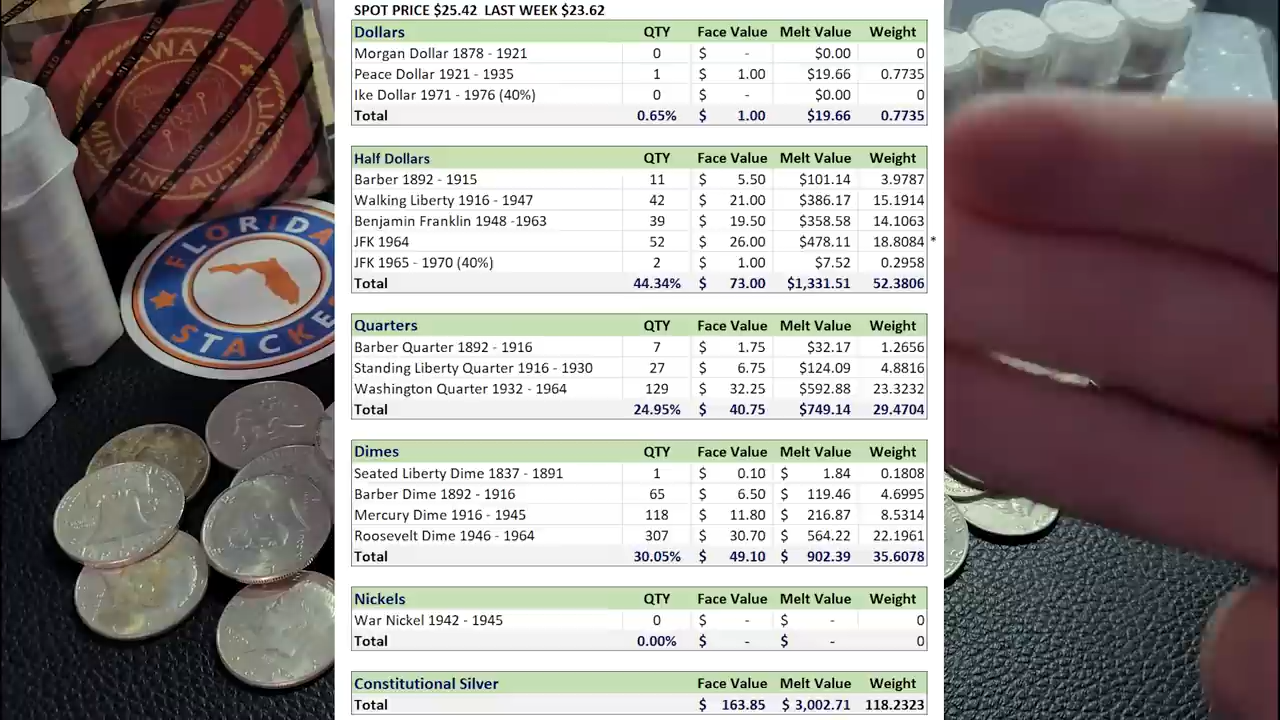 SPOT PRICE $25.42 LAST WEEK $23.62
Dollars QTY Face Value Melt Value Weight
Morgan Dollar 1878 - 1921 0 $ - $0.00 0
Peace Dollar 1921 - 1935 1 $ 1.00 $19.66 0.7735
Ike Dollar 1971 - 1976 (40%) 0 $ - $0.00 0
Total 0.65% $ 1.00 $19.66 0.7735
Half Dollars QTY Face Value Melt Value Weight
Barber 1892 - 1915 11 $ 5.50 $101.14 3.9787
Walking Liberty 1916 - 1947 42 $ 21.00 $386.17 15.1914
Benjamin Franklin 1948 -1963 39 $ 19.50 $358.58 14.1063
JFK 1964 52 $ 26.00 $478.11 18.8084 *
JFK 1965 - 1970 (40%) 2 $ 1.00 $7.52 0.2958
Total 44.34% $ 73.00 $1,331.51 52.3806
Quarters QTY Face Value Melt Value Weight
Barber Quarter 1892 - 1916 7 $ 1.75 $32.17 1.2656
Standing Liberty Quarter 1916 - 1930 27 $ 6.75 $124.09 4.8816
Washington Quarter 1932 - 1964 129 $ 32.25 $592.88 23.3232
Total 24.95% $ 40.75 $749.14 29.4704
Dimes QTY Face Value Melt Value Weight
Seated Liberty Dime 1837 - 1891 1 $ 0.10 $ 1.84 0.1808
Barber Dime 1892 - 1916 65 $ 6.50 $ 119.46 4.6995
Mercury Dime 1916 - 1945 118 $ 11.80 $ 216.87 8.5314
Roosevelt Dime 1946 - 1964 307 $ 30.70 $ 564.22 22.1961
Total 30.05% $ 49.10 $ 902.39 35.6078
Nickels QTY Face Value Melt Value Weight
War Nickel 1942 - 1945 0 $ - $ - 0
Total 0.00% $ - $ - 0
Constitutional Silver Face Value Melt Value Weight
Total $ 163.85 $ 3,002.71 118.2323
HAWAII
MINTING AUTHORITY
FLORIDA
STACKE